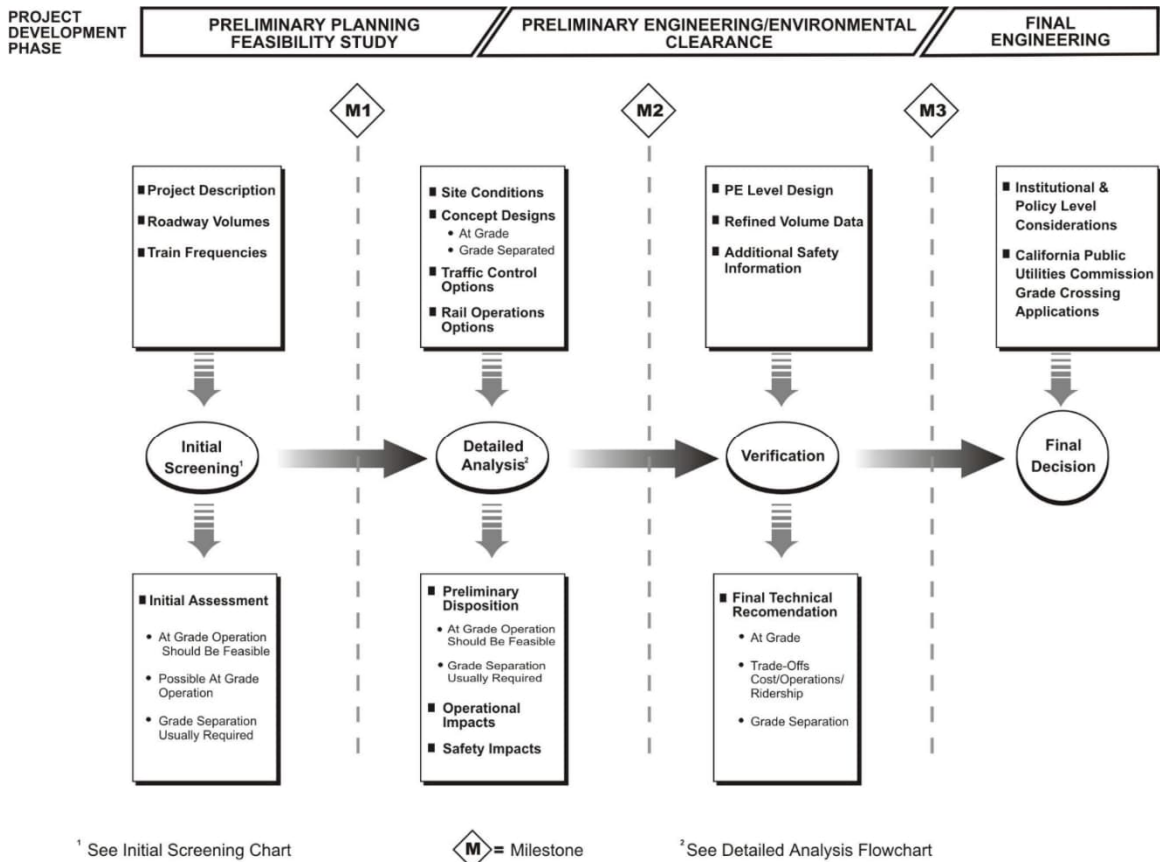 PROJECT
DEVELOPMENT
PHASE
PRELIMINARY PLANNING
FEASIBILITY STUDY
PRELIMINARY ENGINEERING/ENVIRONMENTAL
CLEARANCE
FINAL
ENGINEERING
M1
M2
M3
■ Project Description
■ Roadway Volumes
■ Train Frequencies
■ Site Conditions
■ Concept Designs
• At Grade
• Grade Separated
■ Traffic Control
Options
■ Rail Operations
Options
■ PE Level Design
■ Refined Volume Data
■ Additional Safety
Information
■ Institutional &
Policy Level
Considerations
■ California Public
Utilities Commission
Grade Crossing
Applications
Initial
Screening¹
Detailed
Analysis²
Verification
Final
Decision
■ Initial Assessment
• At Grade Operation
Should Be Feasible
• Possible At Grade
Operation
• Grade Separation
Usually Required
■ Preliminary
Disposition
• At Grade Operation
Should Be Feasible
• Grade Separation
Usually Required
■ Operational
Impacts
■ Safety Impacts
■ Final Technical
Recomendation
• At Grade
• Trade-Offs
Cost/Operations/
Ridership
• Grade Separation
¹ See Initial Screening Chart
M = Milestone
² See Detailed Analysis Flowchart